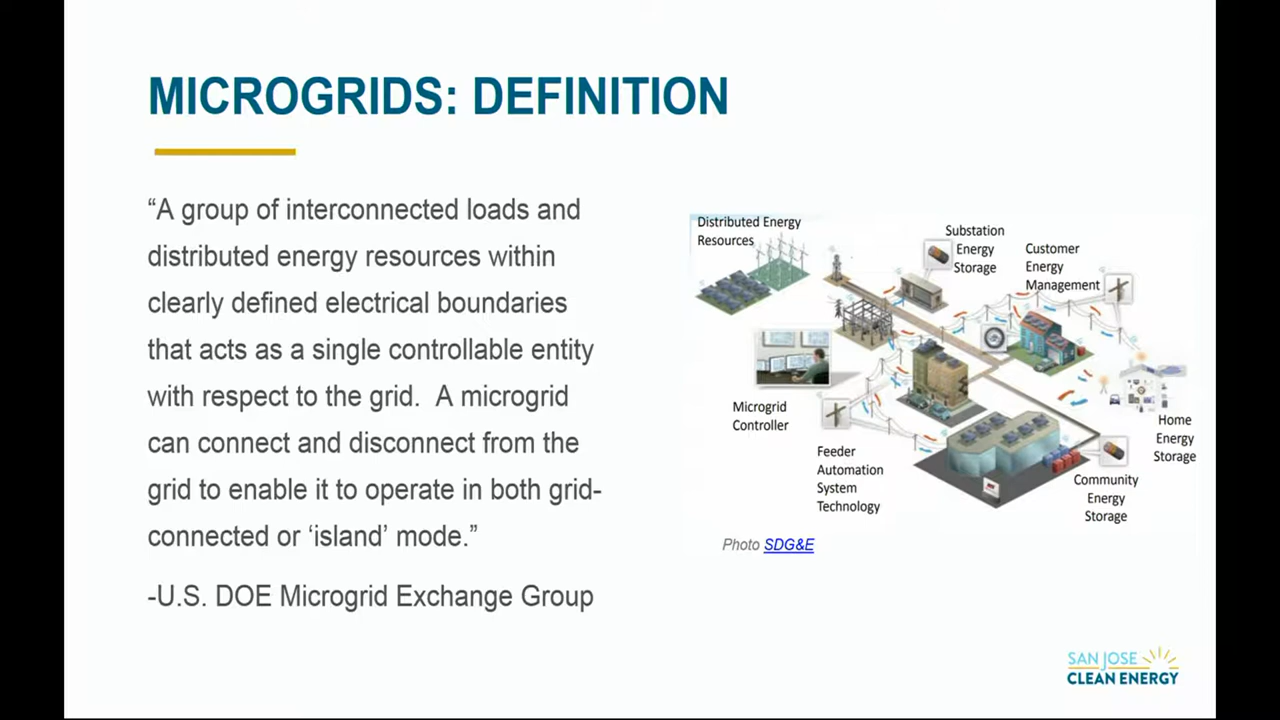 MICROGRIDS: DEFINITION
“A group of interconnected loads and
distributed energy resources within
clearly defined electrical boundaries
that acts as a single controllable entity
with respect to the grid.  A microgrid
can connect and disconnect from the
grid to enable it to operate in both grid-
connected or ‘island’ mode.”
-U.S. DOE Microgrid Exchange Group
Distributed Energy
Resources
Substation
Energy
Storage
Customer
Energy
Management
Microgrid
Controller
Feeder
Automation
System
Technology
Home
Energy
Storage
Community
Energy
Storage
Photo SDG&E
SAN JOSE
CLEAN ENERGY